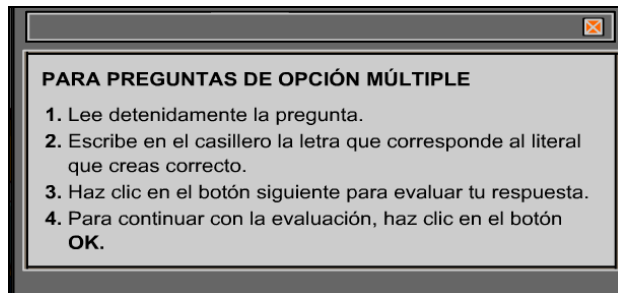 PARA PREGUNTAS DE OPCIÓN MÚLTIPLE
1. Lee detenidamente la pregunta.
2. Escribe en el casillero la letra que corresponde al literal
que creas correcto.
3. Haz clic en el botón siguiente para evaluar tu respuesta.
4. Para continuar con la evaluación, haz clic en el botón
OK.